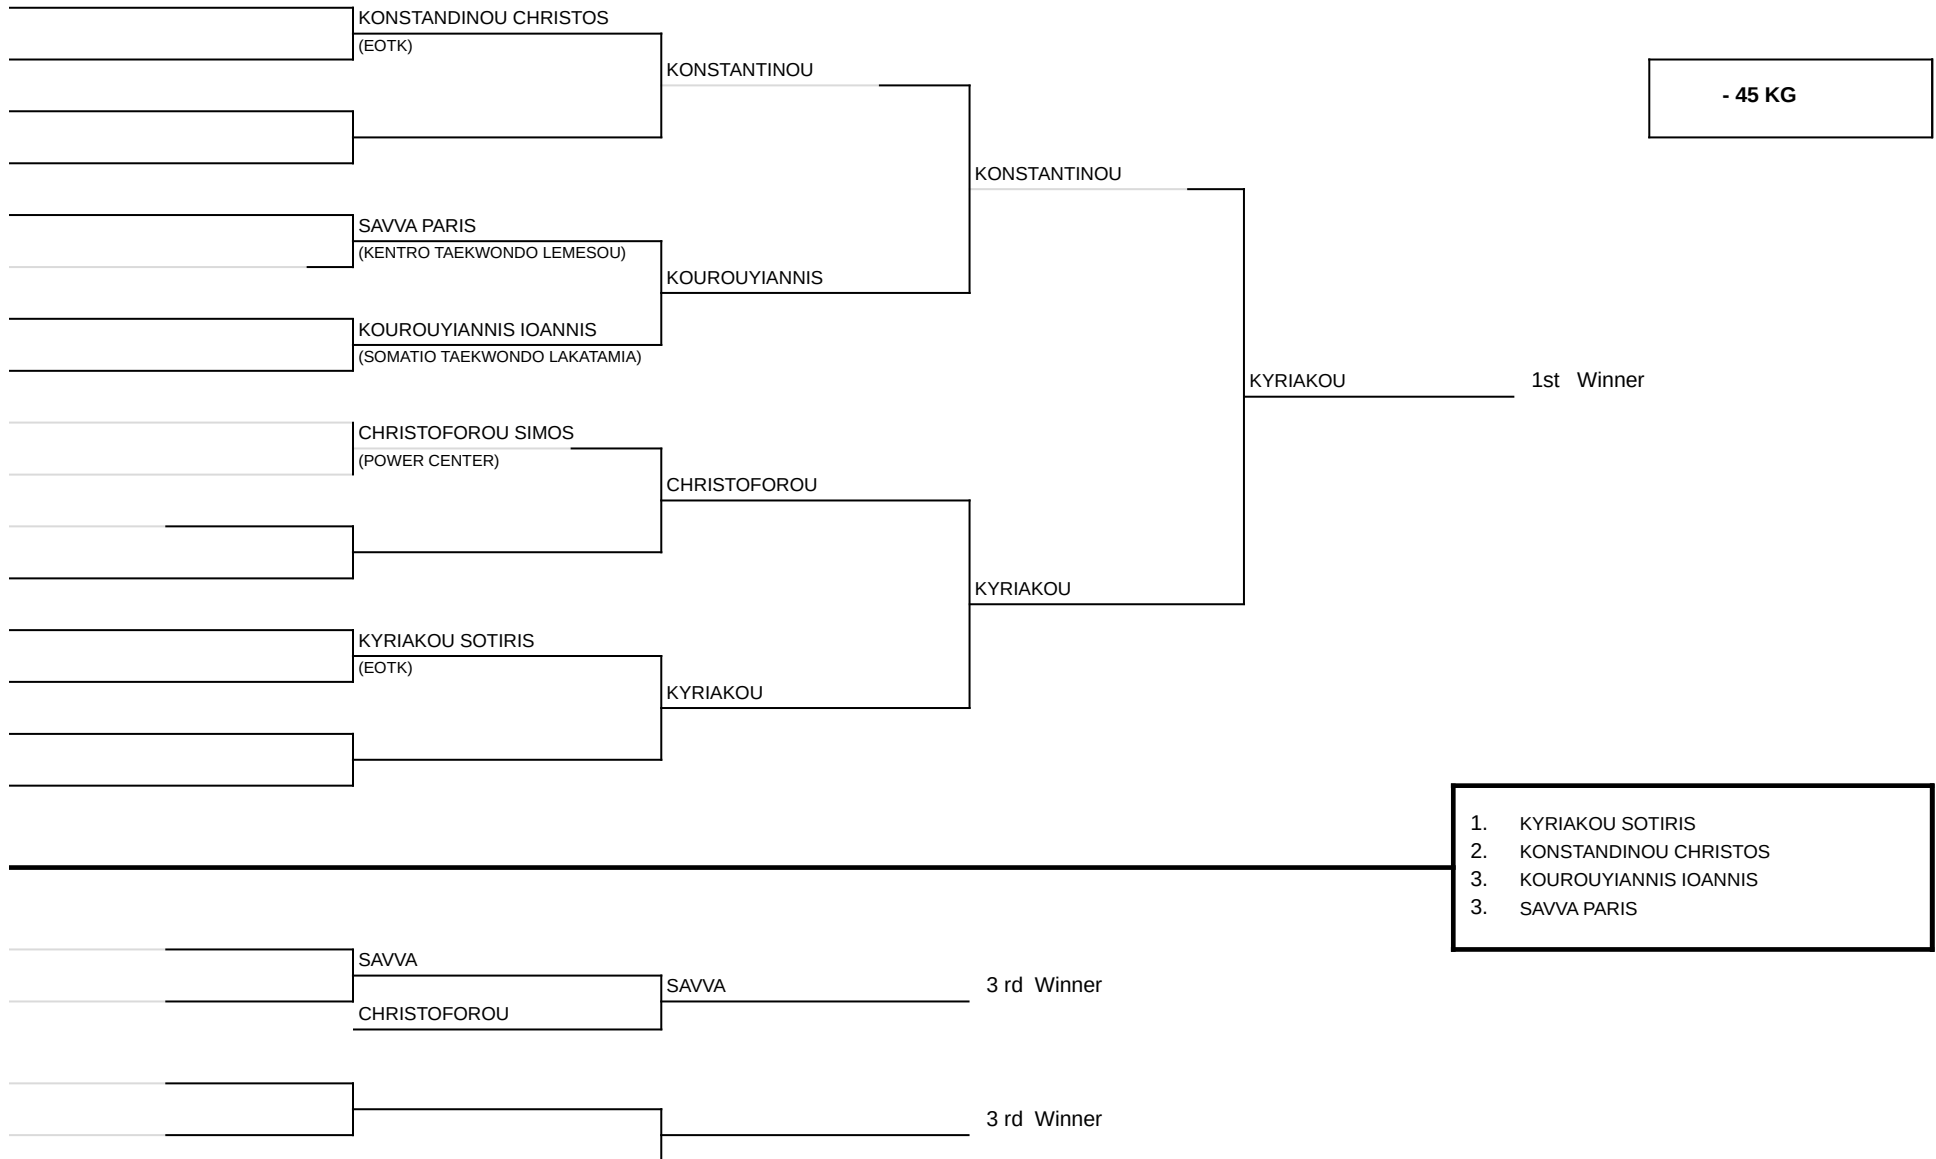 KONSTANDINOU CHRISTOS
(EOTK)
KONSTANTINOU
- 45 KG
KONSTANTINOU
SAVVA PARIS
(KENTRO TAEKWONDO LEMESOU)
KOUROUYIANNIS
KOUROUYIANNIS IOANNIS
(SOMATIO TAEKWONDO LAKATAMIA)
KYRIAKOU
1st Winner
CHRISTOFOROU SIMOS
(POWER CENTER)
CHRISTOFOROU
KYRIAKOU
KYRIAKOU SOTIRIS
(EOTK)
KYRIAKOU
1. KYRIAKOU SOTIRIS
2. KONSTANDINOU CHRISTOS
3. KOUROUYIANNIS IOANNIS
3. SAVVA PARIS
SAVVA
SAVVA
3 rd Winner
CHRISTOFOROU
3 rd Winner